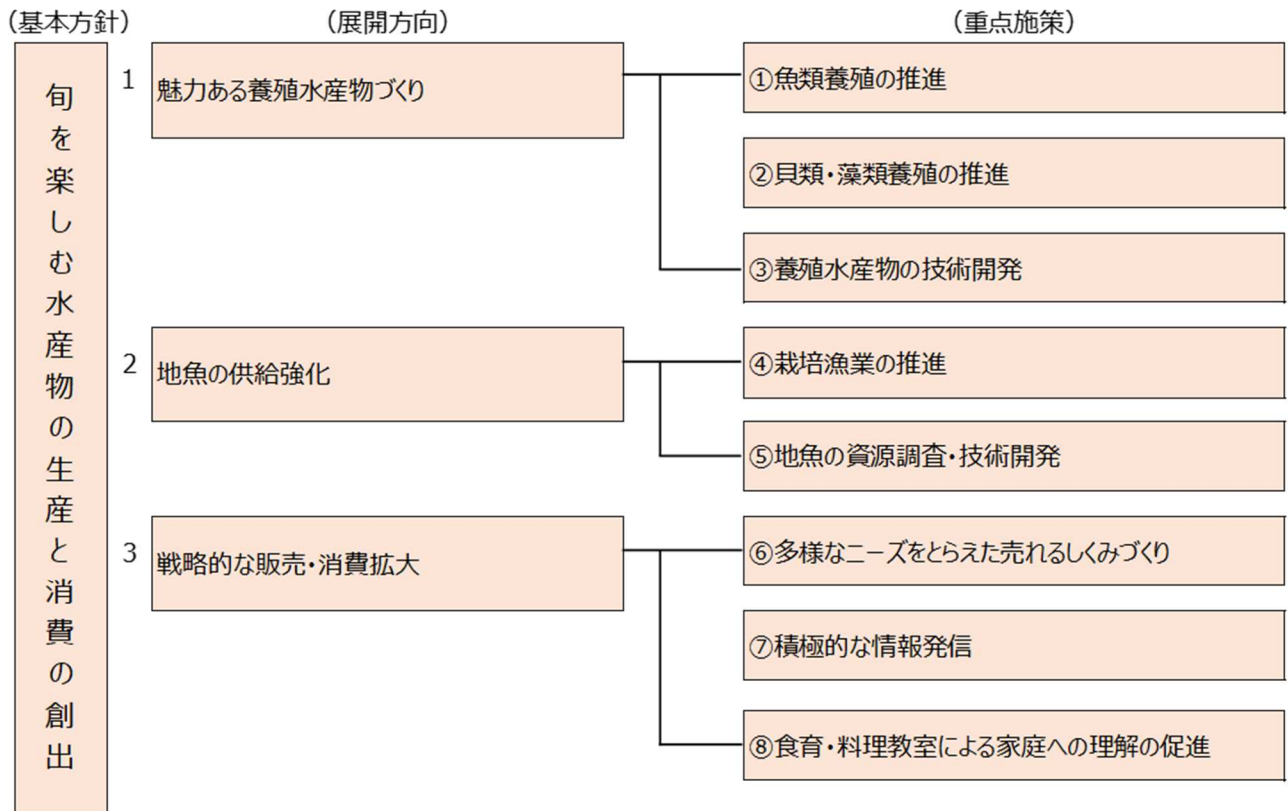 （基本方針）
（展開方向）
（重点施策）
旬を楽しむ水産物の生産と消費の創出
1
魅力ある養殖水産物づくり
①魚類養殖の推進
②貝類・藻類養殖の推進
③養殖水産物の技術開発
2
地魚の供給強化
④栽培漁業の推進
⑤地魚の資源調査・技術開発
3
戦略的な販売・消費拡大
⑥多様なニーズをとらえた売れるしくみづくり
⑦積極的な情報発信
⑧食育・料理教室による家庭への理解の促進